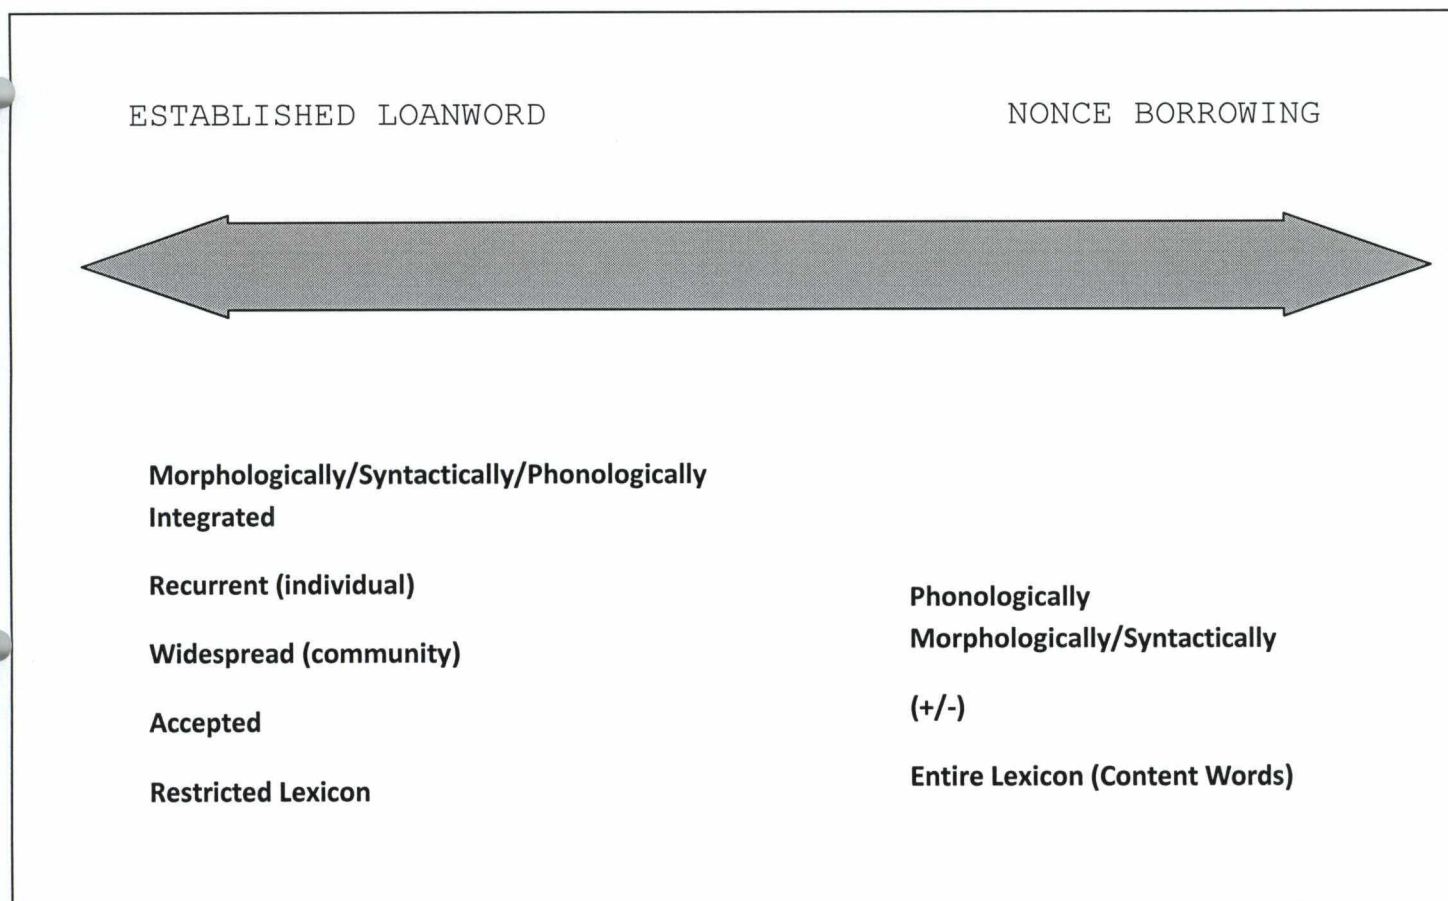 ESTABLISHED LOANWORD
NONCE BORROWING
Morphologically/Syntactically/Phonologically
Integrated
Recurrent (individual)
Widespread (community)
Accepted
Restricted Lexicon
Phonologically
Morphologically/Syntactically
(+/-)
Entire Lexicon (Content Words)